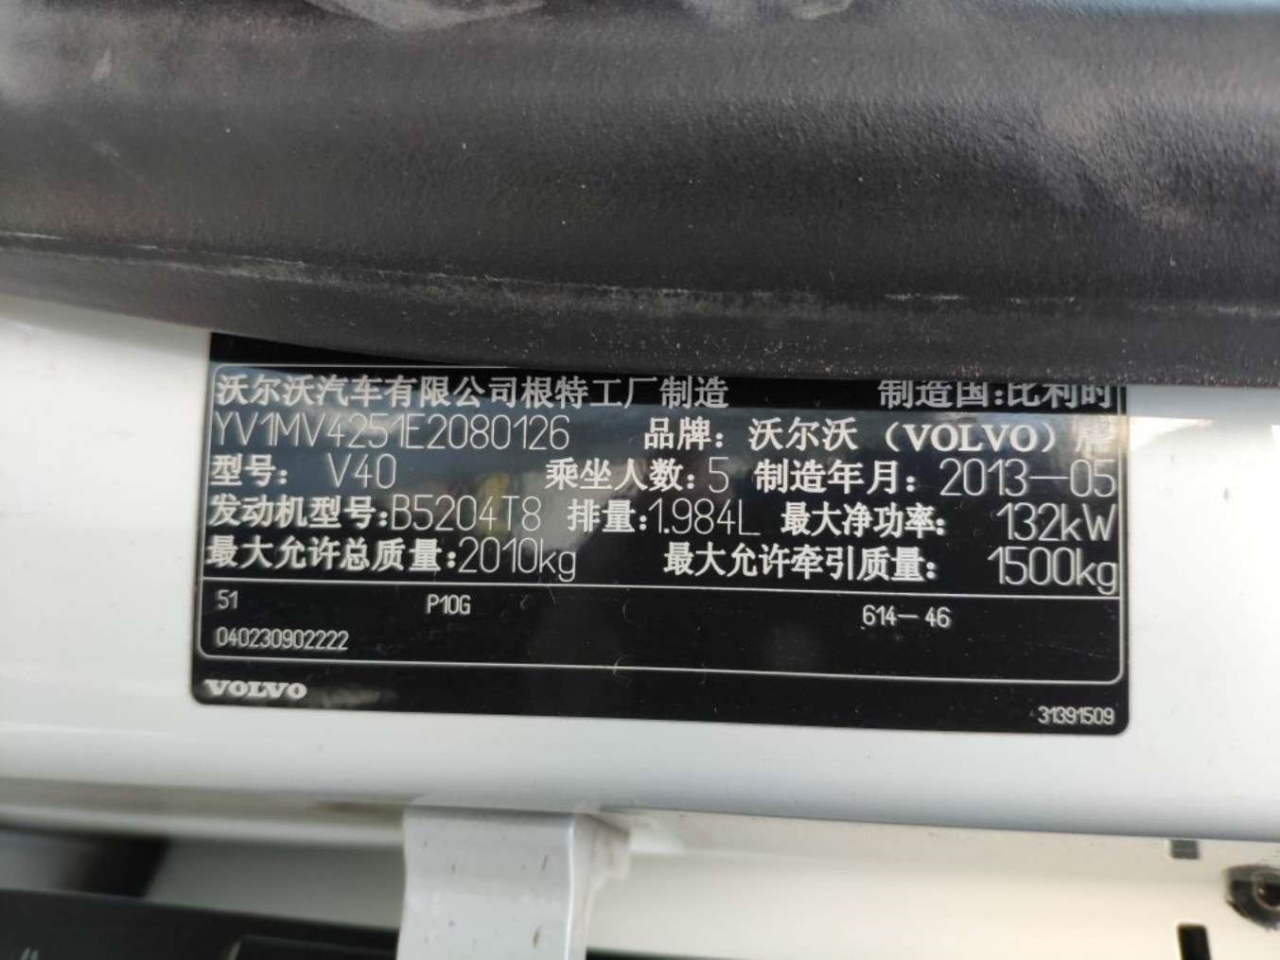 沃尔沃汽车有限公司根特工厂制造 制造国:比利时
YV1MV4251E2080126 品牌: 沃尔沃 (VOLVO) 牌
型号: V40 乘坐人数:5 制造年月: 2013-05
发动机型号:B5204T8 排量:1.984L 最大净功率: 132kW
最大允许总质量:2010kg 最大允许牵引质量: 1500kg
51 P10G 614-46
040230902222
VOLVO
31391509